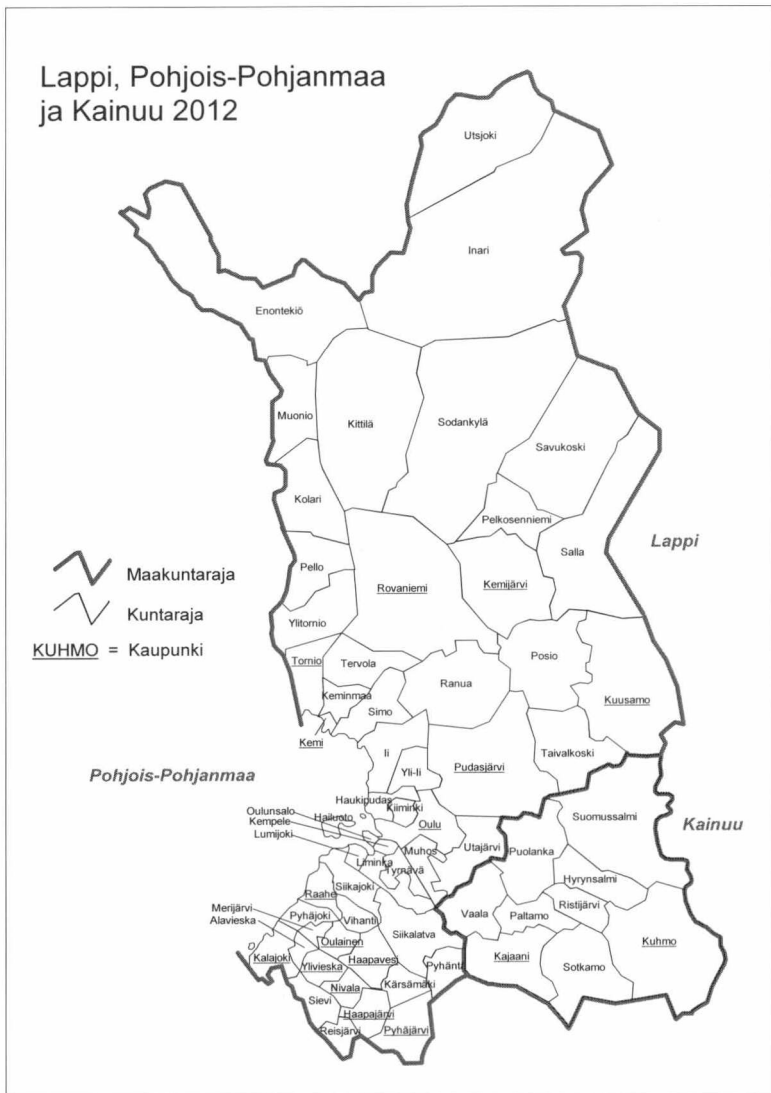 Lappi, Pohjois-Pohjanmaa
ja Kainuu 2012
Utsjoki
Inari
Enontekiö
Muonio
Kittilä
Sodankylä
Savukoski
Kolari
Pelkosenniemi
Lappi
Salla
Pello
Maakuntaraja
Rovaniemi
Kemijärvi
Kuntaraja
Ylitornio
KUHMO = Kaupunki
Tornio
Tervola
Posio
Ranua
Keminmaa
Kuusamo
Simo
Kemi
Ii
Taivalkoski
Pohjois-Pohjanmaa
Yli-Ii
Pudasjärvi
Haukipudas
Kiiminki
Oulunsalo
Hailuoto
Kempele
Oulu
Suomussalmi
Kainuu
Lumijoki
Muhos
Utajärvi
Puolanka
Liminka
Tyrnävä
Hyrynsalmi
Siikajoki
Raahe
Ristijärvi
Merijärvi
Pyhäjoki
Vihanti
Vaala
Paltamo
Alavieska
Siikalatva
Oulainen
Kuhmo
Kalajoki
Ylivieska
Haapavesi
Pyhäntä
Kajaani
Sotkamo
Nivala
Kärsämäki
Sievi
Haapajärvi
Reisjärvi
Pyhäjärvi